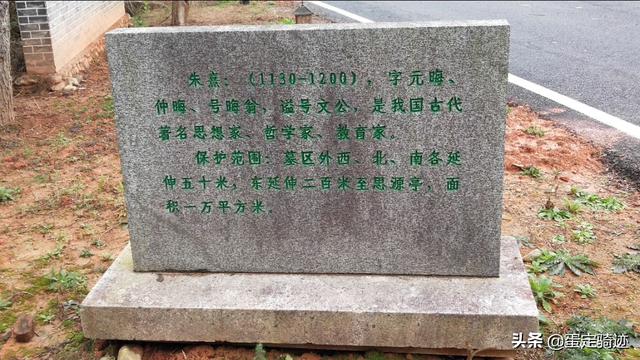 朱熹:(1130-1200),字元晦、
仲晦、号晦翁,谥号文公,是我国古代
著名思想家、哲学家、教育家。
保护范围:墓区外西、北、南各延
伸五十米,东延伸二百米至思源亭,面
积一万平方米。
头条@蛋定骑迹